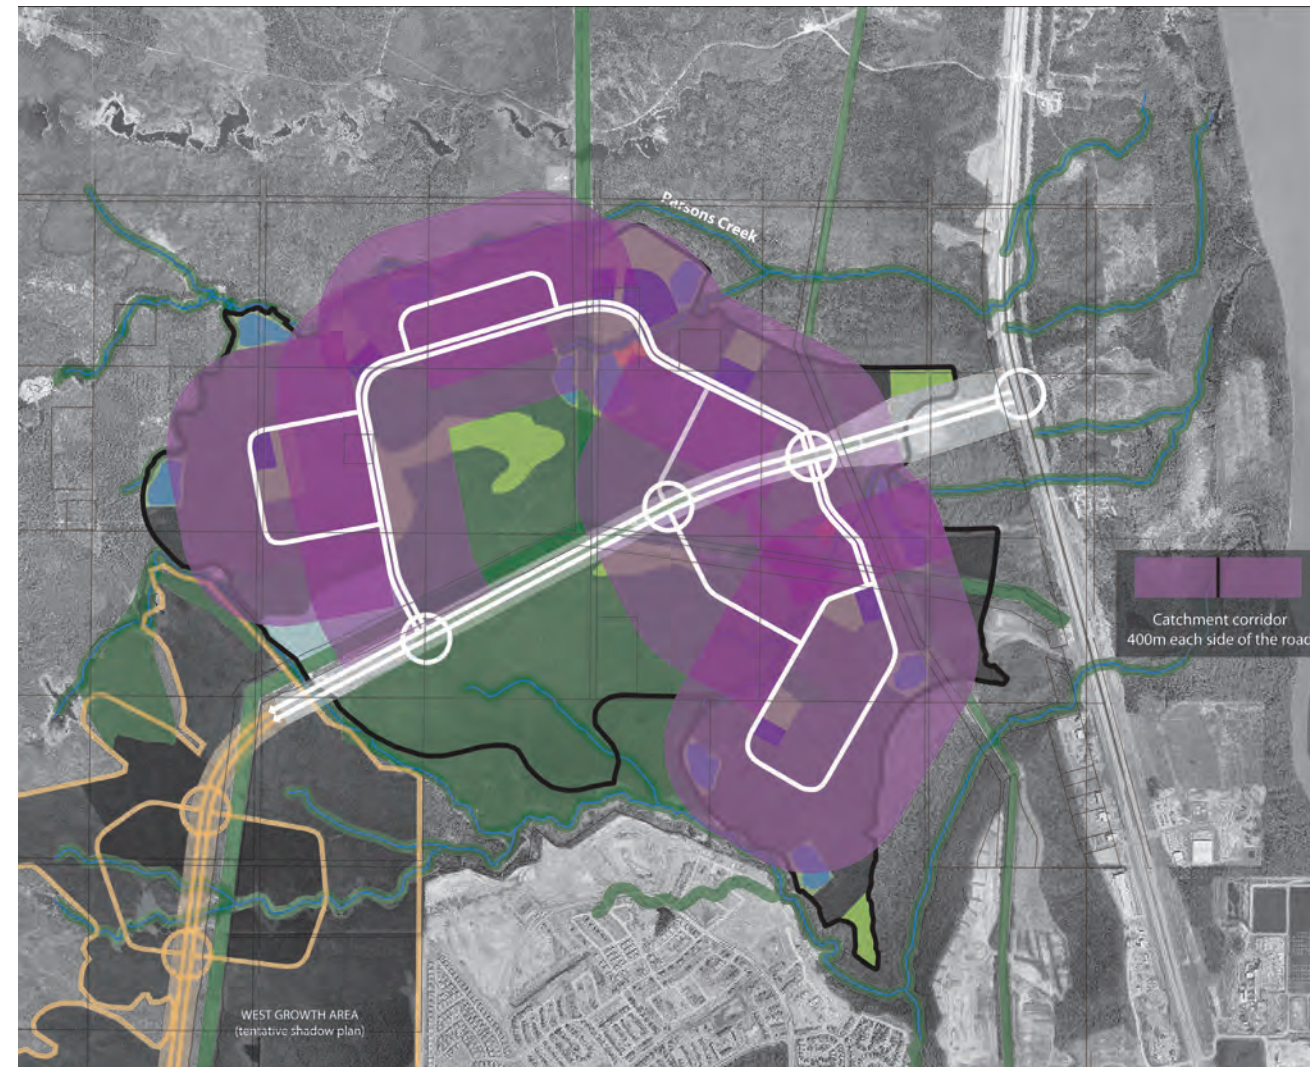 Parsons Creek
Catchment corridor
400m each side of the road
WEST GROWTH AREA
(tentative shadow plan)